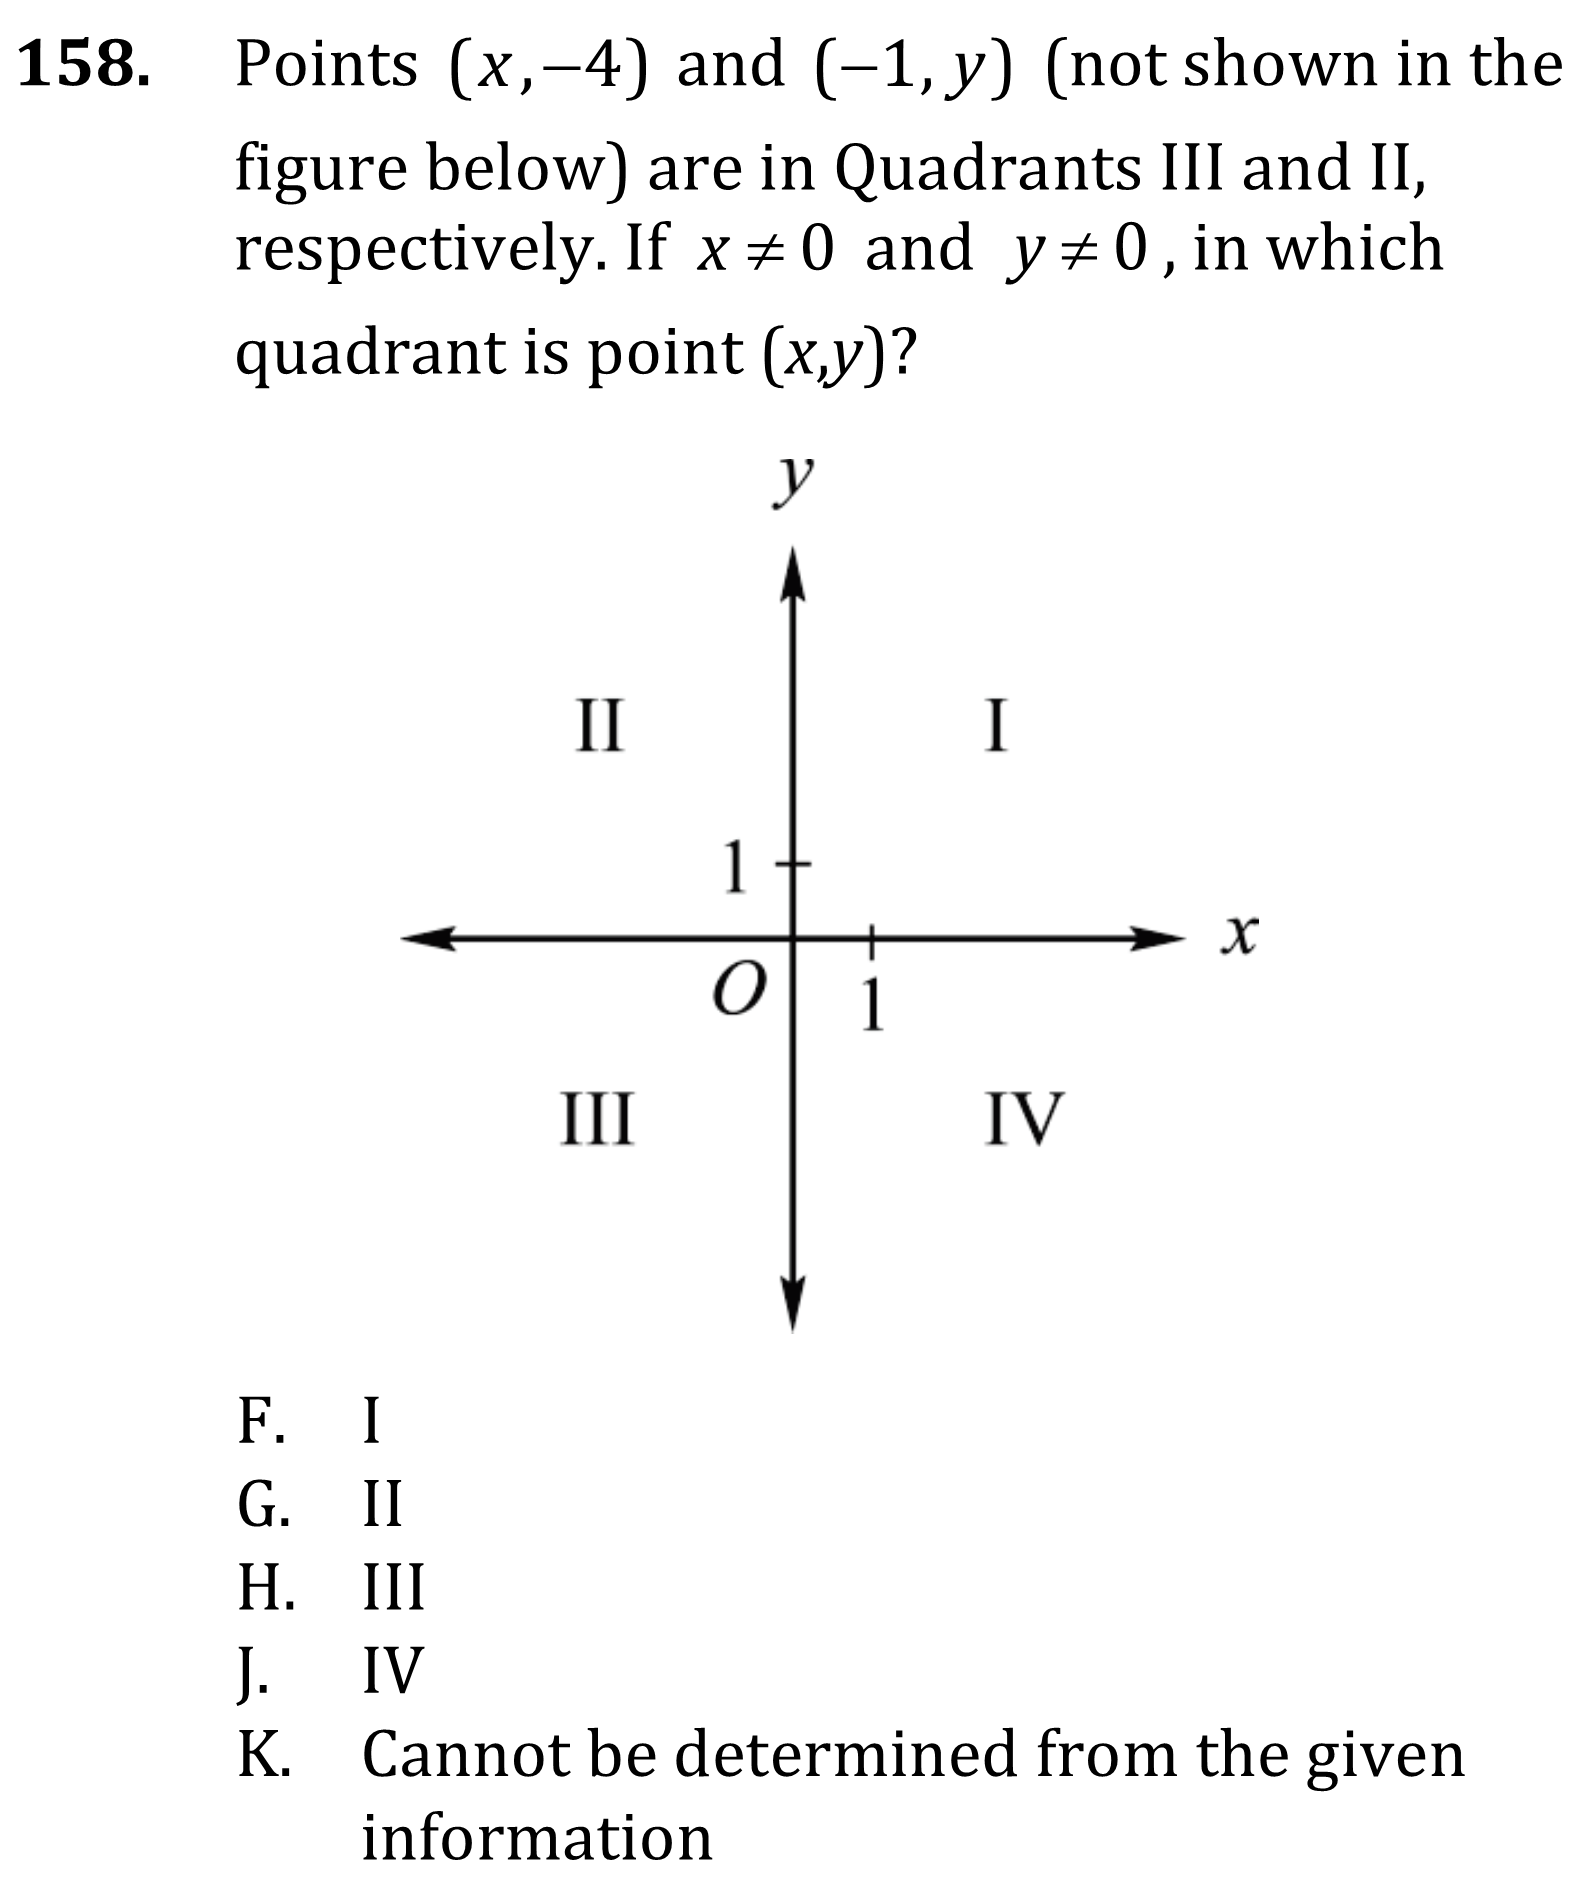 158. Points (x,−4) and (−1, y) (not shown in the
figure below) are in Quadrants III and II,
respectively. If x ≠ 0 and y ≠ 0 , in which
quadrant is point (x,y)?
y
II I
1
x
O 1
III IV
F. I
G. II
H. III
J. IV
K. Cannot be determined from the given
information